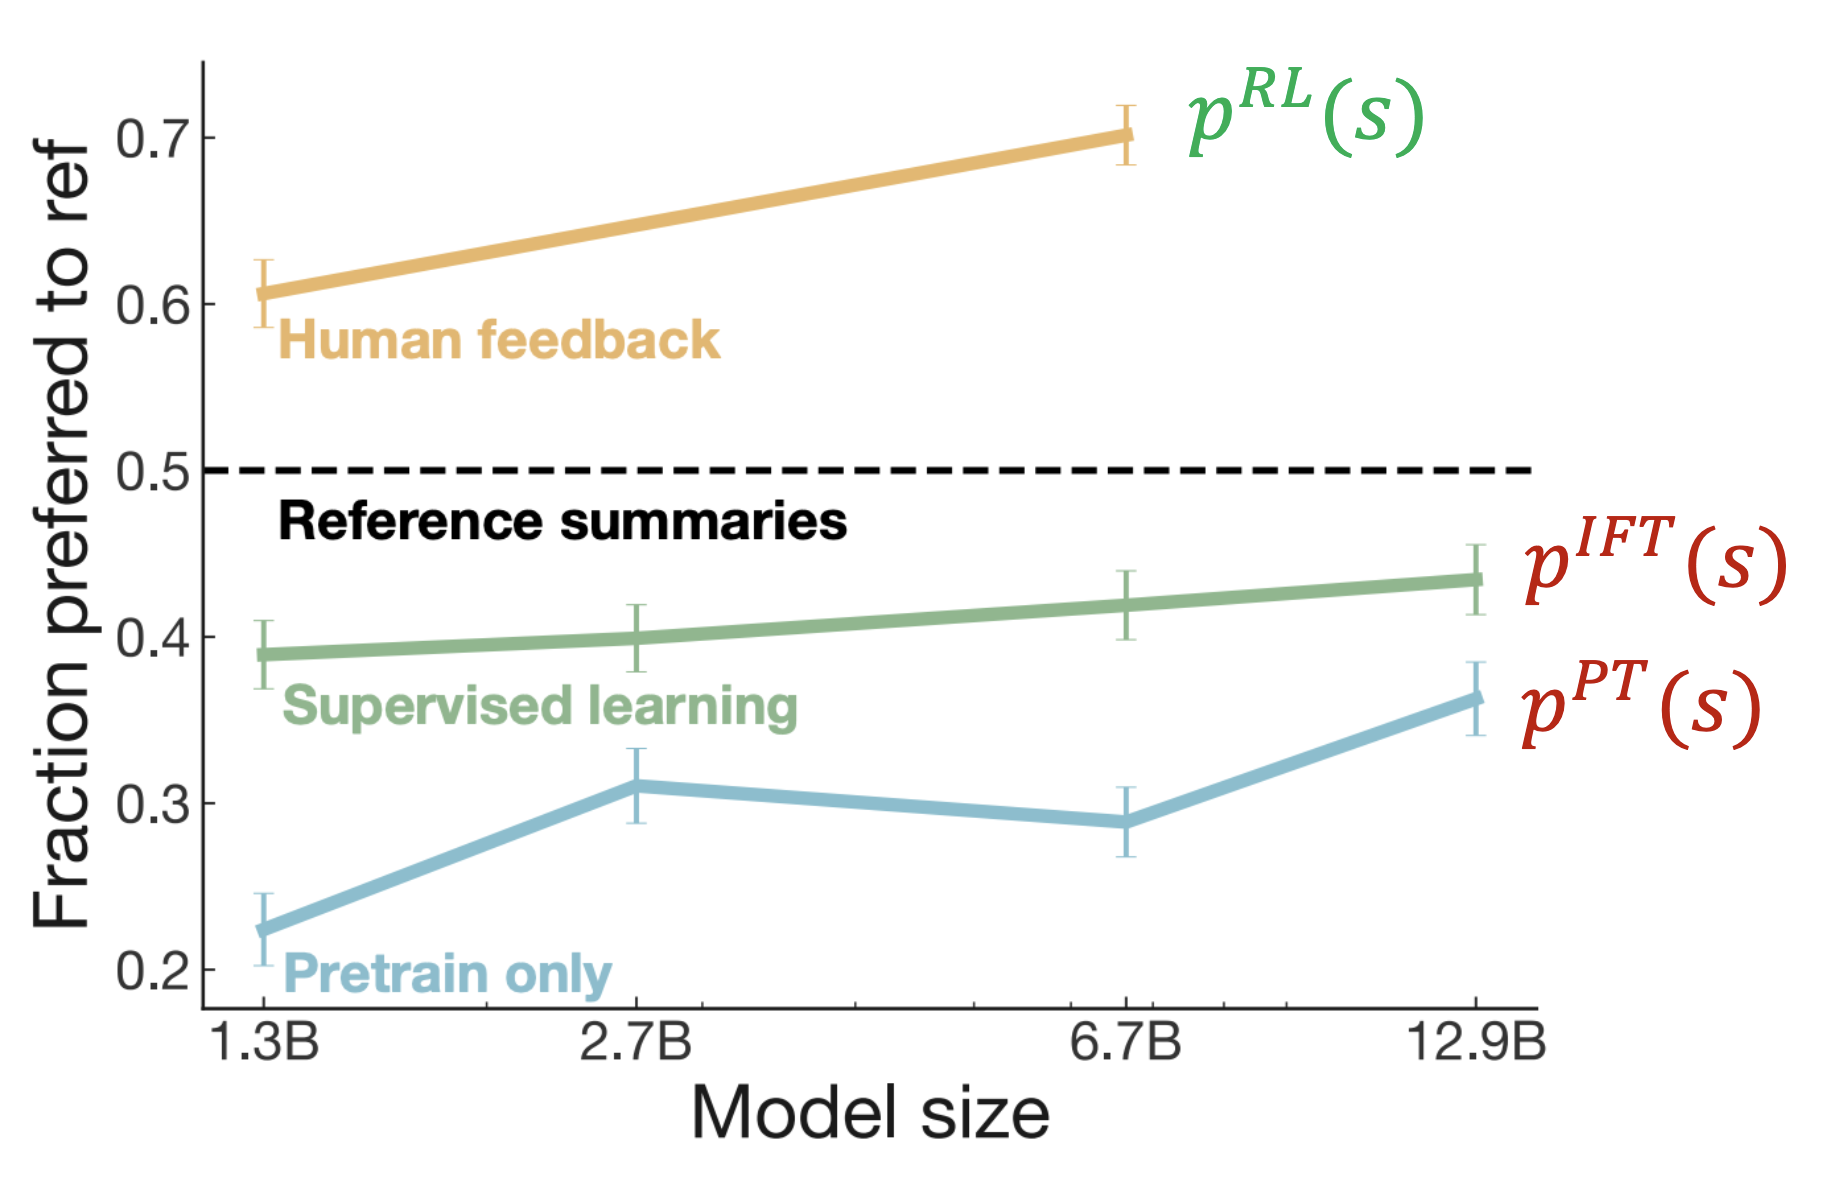 Fraction preferred to ref
0.7
0.6
0.5
0.4
0.3
0.2
p^{RL}(s)
Human feedback
Reference summaries
p^{IFT}(s)
Supervised learning
p^{PT}(s)
Pretrain only
1.3B 2.7B 6.7B 12.9B
Model size